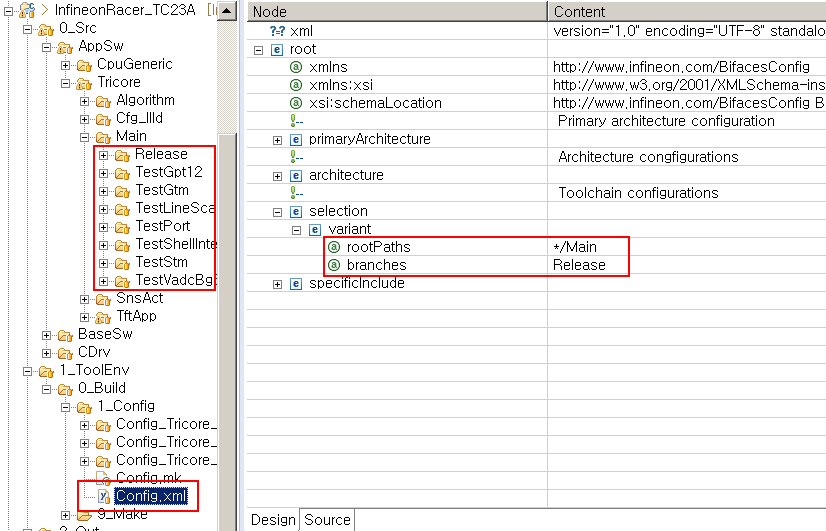 InfineonRacer_TC23A [I
0_Src
AppSw
CpuGeneric
Tricore
Algorithm
Cfg_Illd
Main
Release
TestGpt12
TestGtm
TestLineSca
TestPort
TestShellInte
TestStm
TestVadcBg
SnsAct
TftApp
BaseSw
CDrv
1_ToolEnv
0_Build
1_Config
Config_Tricore_
Config_Tricore_
Config_Tricore_
Config.mk
Config.xml
9_Make
2_Out
Node Content
?=? xml version="1.0" encoding="UTF-8" standalo
root
xmlns http://www.infineon.com/BifacesConfig
xmlns:xsi http://www.w3.org/2001/XMLSchema-ins
xsi:schemaLocation http://www.infineon.com/BifacesConfig B
Primary architecture configuration
primaryArchitecture
Architecture congfigurations
architecture
Toolchain configurations
selection
variant
rootPaths */Main
branches Release
specificInclude
Design Source